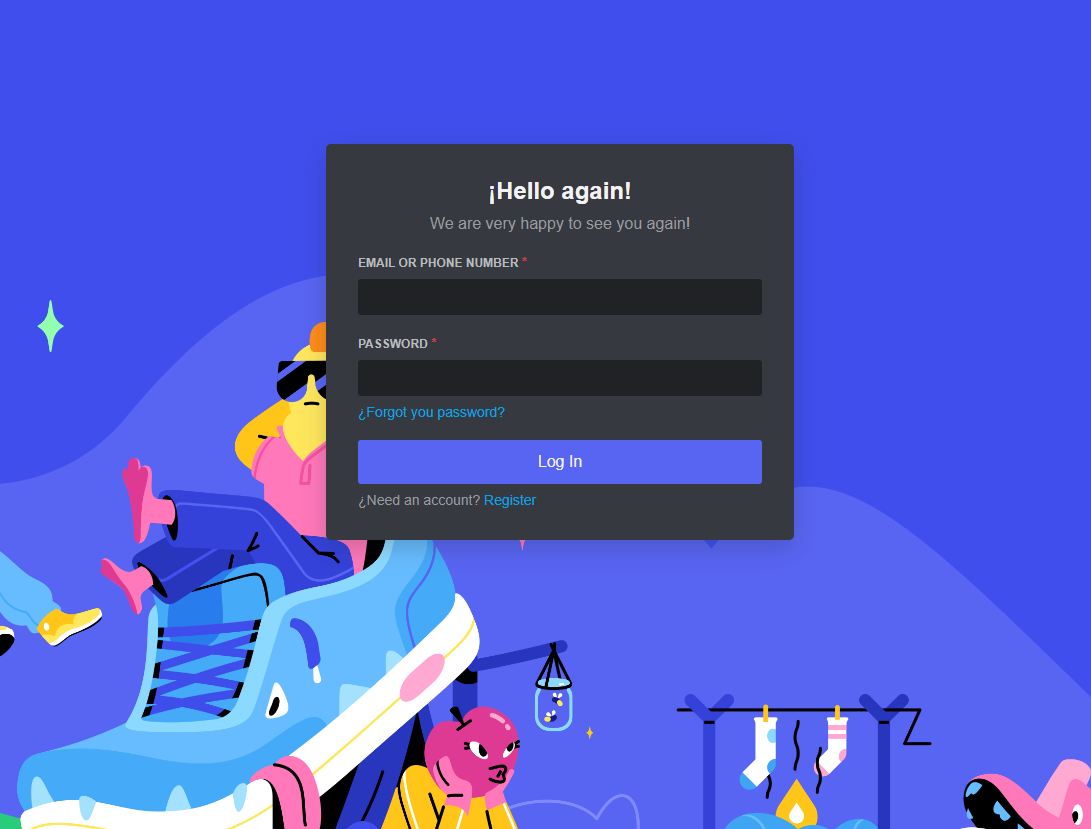 ¡Hello again!
We are very happy to see you again!
EMAIL OR PHONE NUMBER *
PASSWORD *
¿Forgot you password?
Log In
¿Need an account? Register